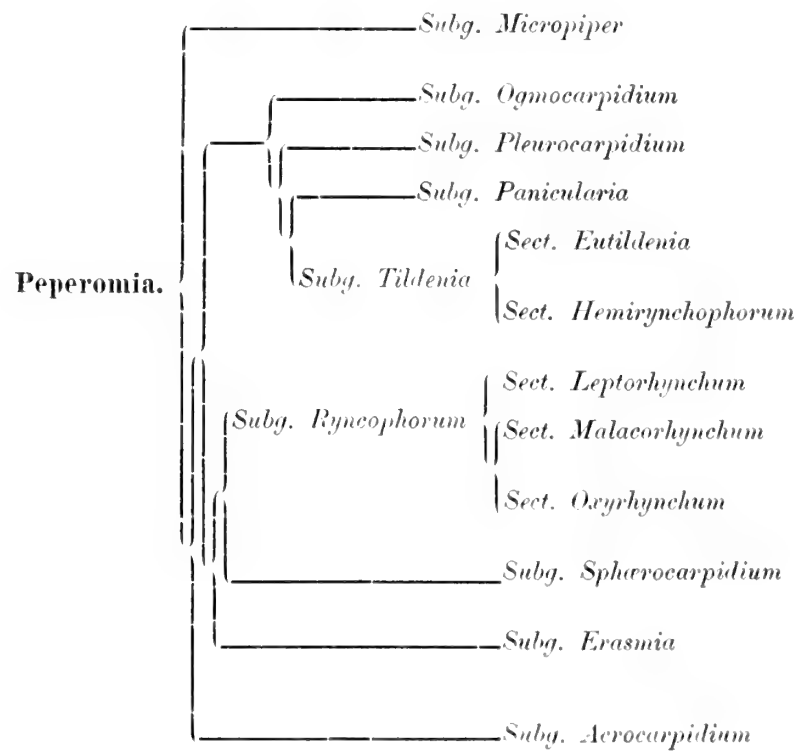 Subg. Micropiper
Subg. Ogmocarpidium
Subg. Pleurocarpidium
Subg. Panicularia
Sect. Eutildenia
Peperomia.
Subg. Tildenia
Sect. Hemirynchophorum
Sect. Leptorhynchum
Subg. Ryncophorum
Sect. Malacorhynchum
Sect. Oxyrhynchum
Subg. Sphærocarpidium
Subg. Erasmia
Subg. Acrocarpidium